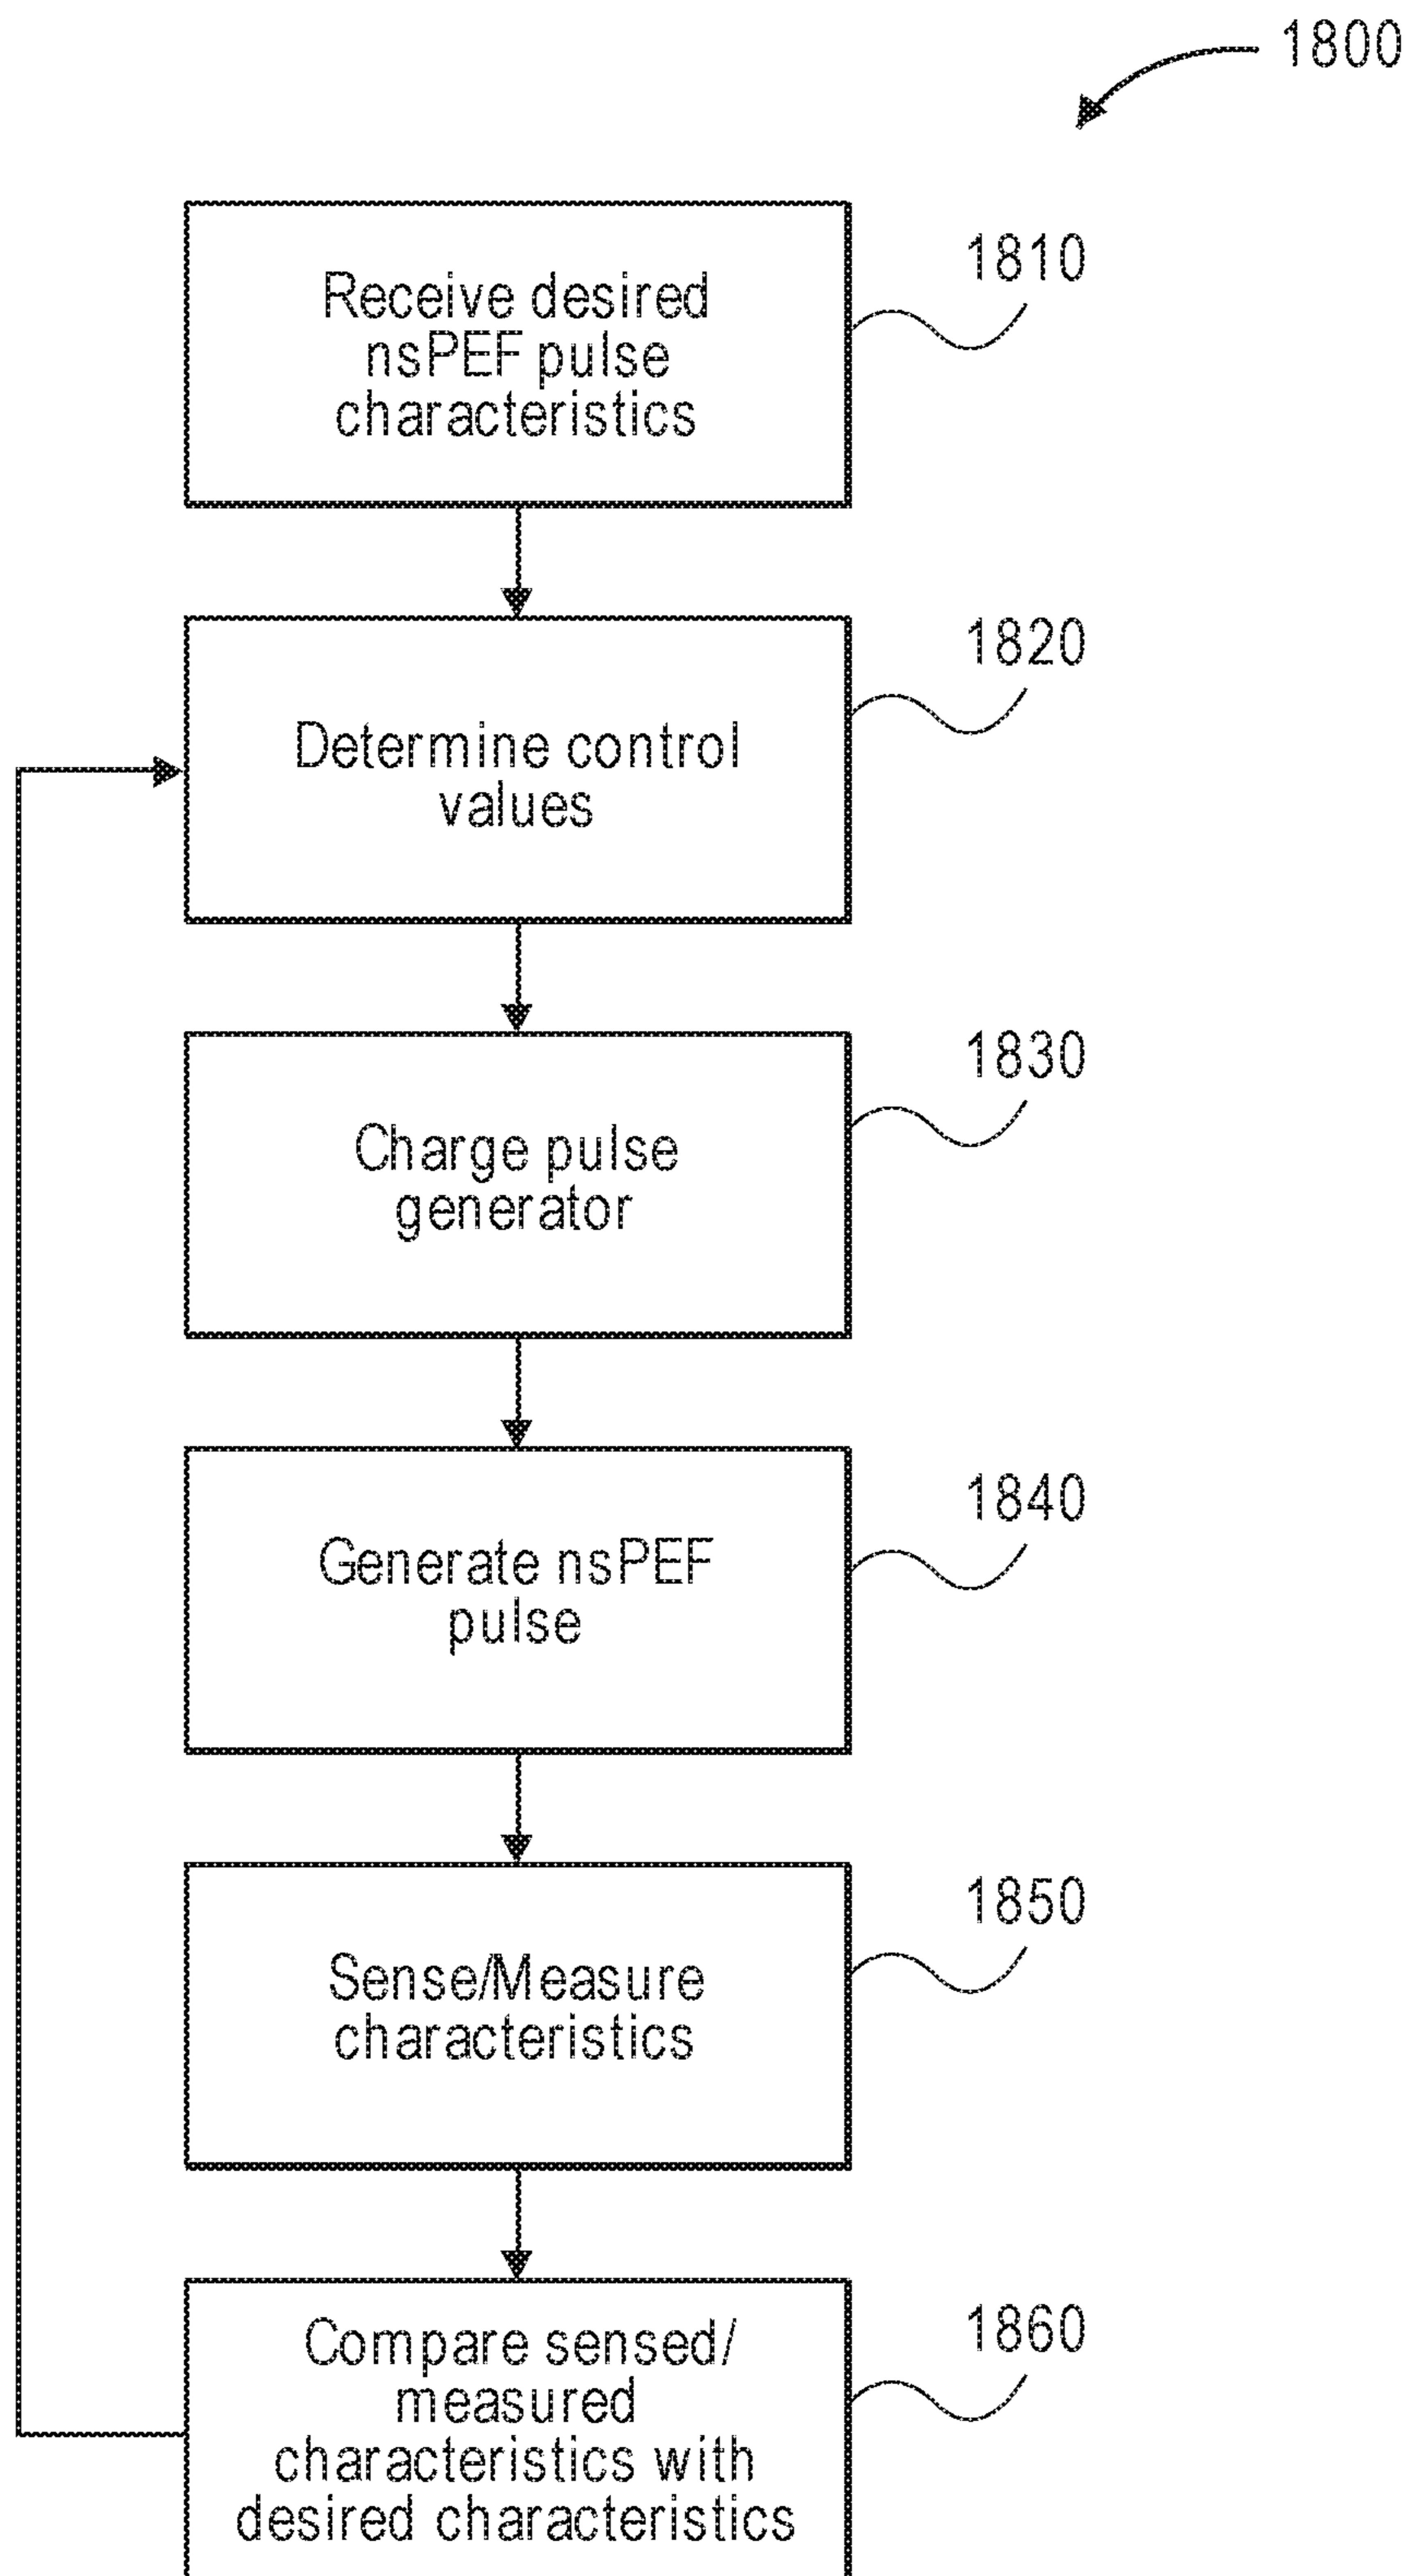 1800
Receive desired
nsPEF pulse
characteristics
1810
Determine control
values
1820
Charge pulse
generator
1830
Generate nsPEF
pulse
1840
Sense/Measure
characteristics
1850
Compare sensed/
measured
characteristics with
desired characteristics
1860